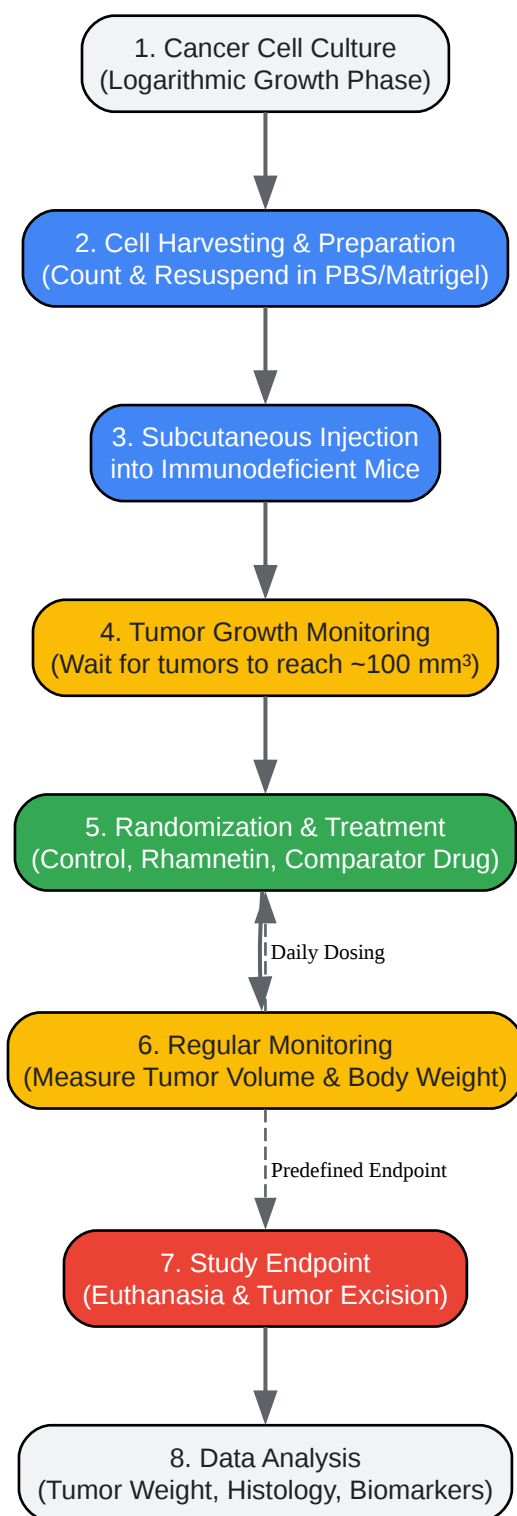 1. Cancer Cell Culture
(Logarithmic Growth Phase)
2. Cell Harvesting & Preparation
(Count & Resuspend in PBS/Matrigel)
3. Subcutaneous Injection
into Immunodeficient Mice
4. Tumor Growth Monitoring
(Wait for tumors to reach ~100 mm³)
5. Randomization & Treatment
(Control, Rhamnetin, Comparator Drug)
Daily Dosing
6. Regular Monitoring
(Measure Tumor Volume & Body Weight)
Predefined Endpoint
7. Study Endpoint
(Euthanasia & Tumor Excision)
8. Data Analysis
(Tumor Weight, Histology, Biomarkers)